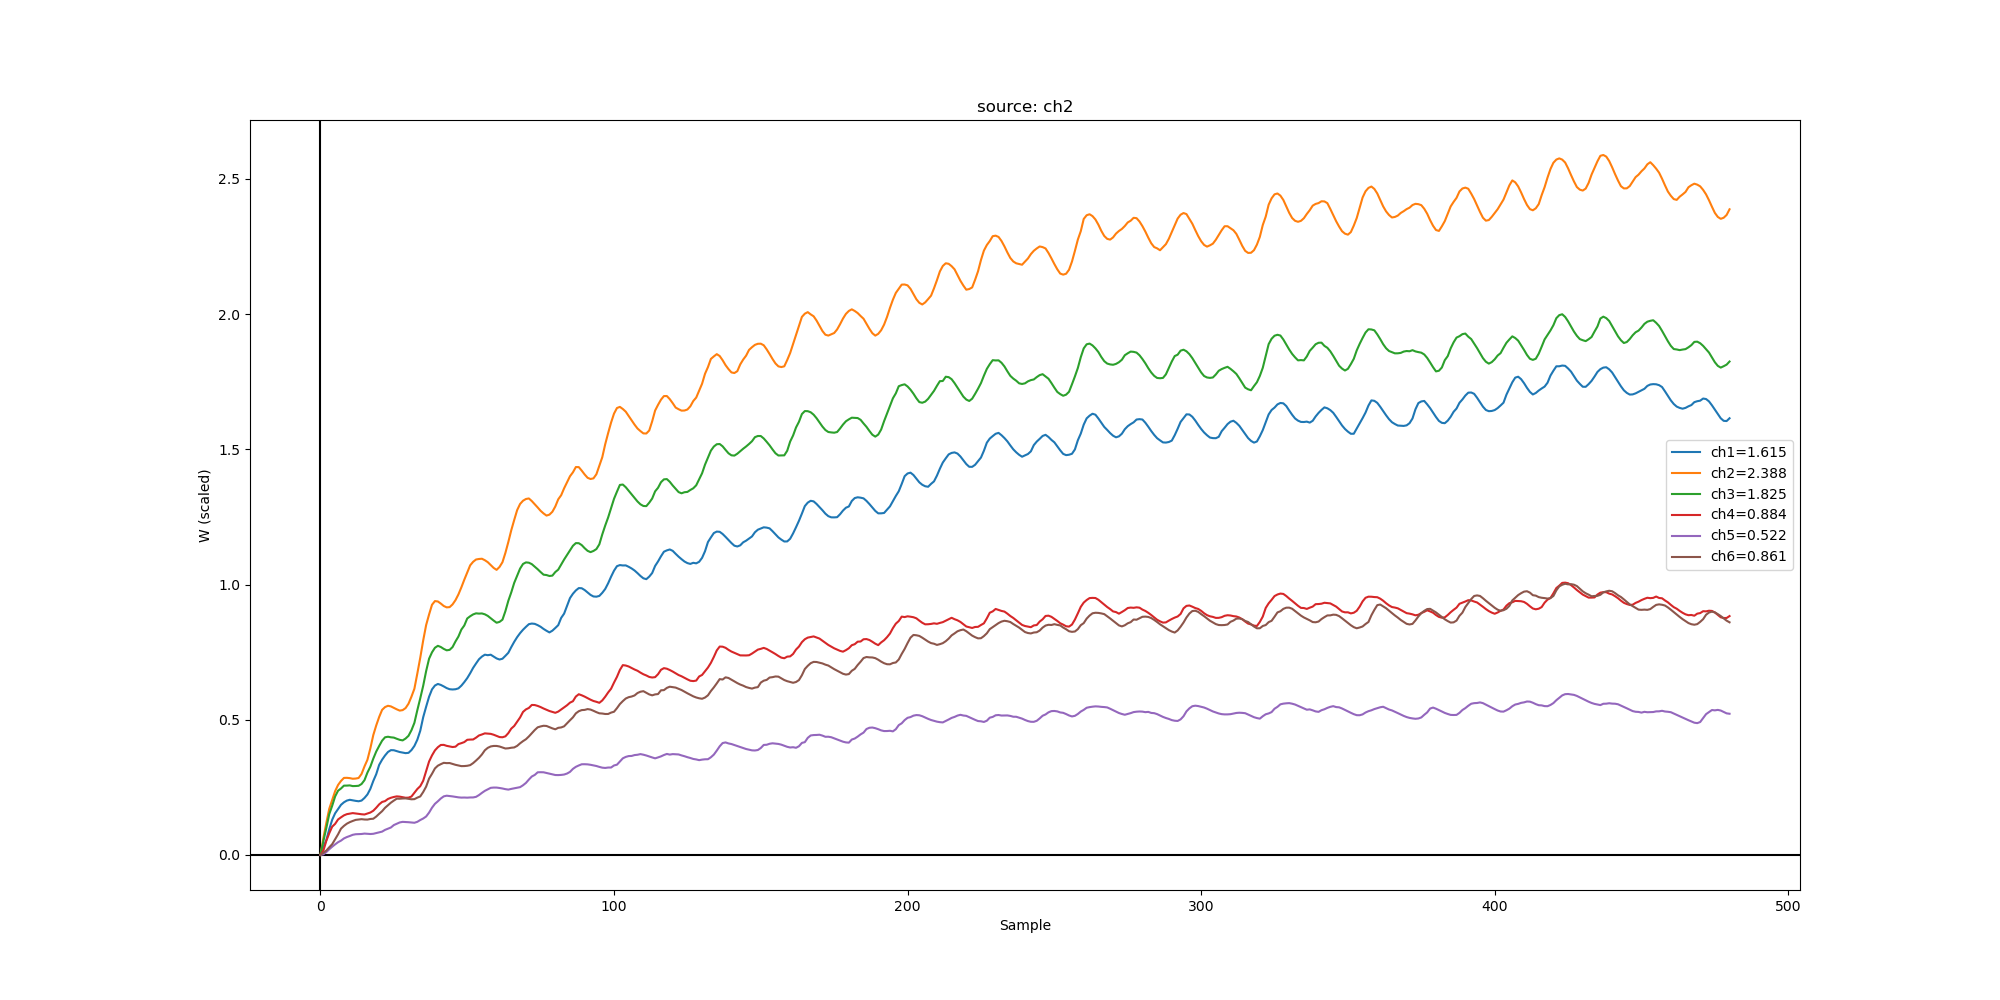 source: ch2
W (scaled)
2.5
2.0
1.5
1.0
0.5
0.0
ch1=1.615
ch2=2.388
ch3=1.825
ch4=0.884
ch5=0.522
ch6=0.861
0 100 200 300 400 500
Sample